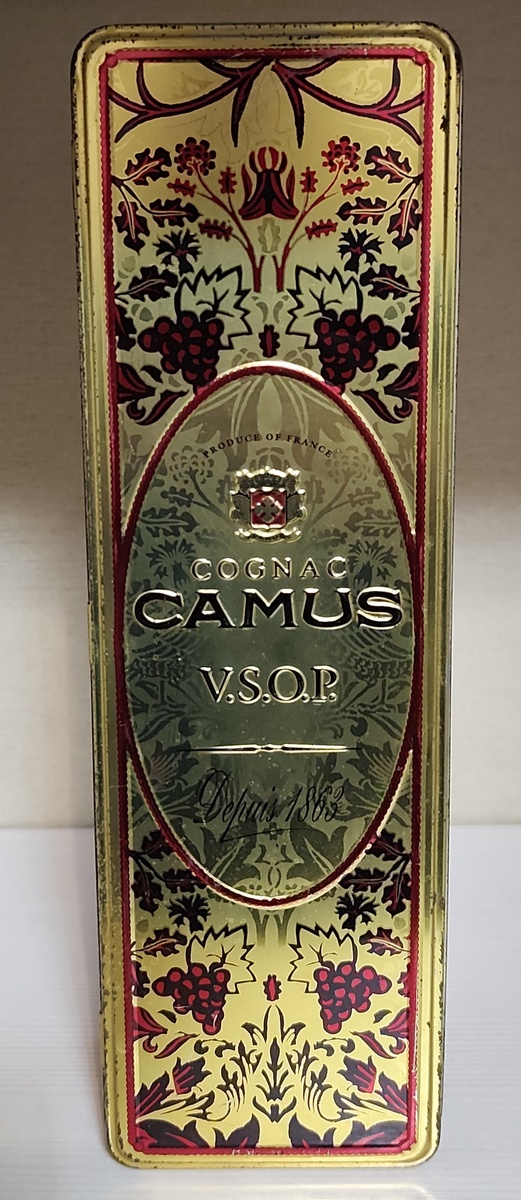 PRODUCE OF FRANCE
COGNAC
CAMUS
V.S.O.P.
Depuis 1863